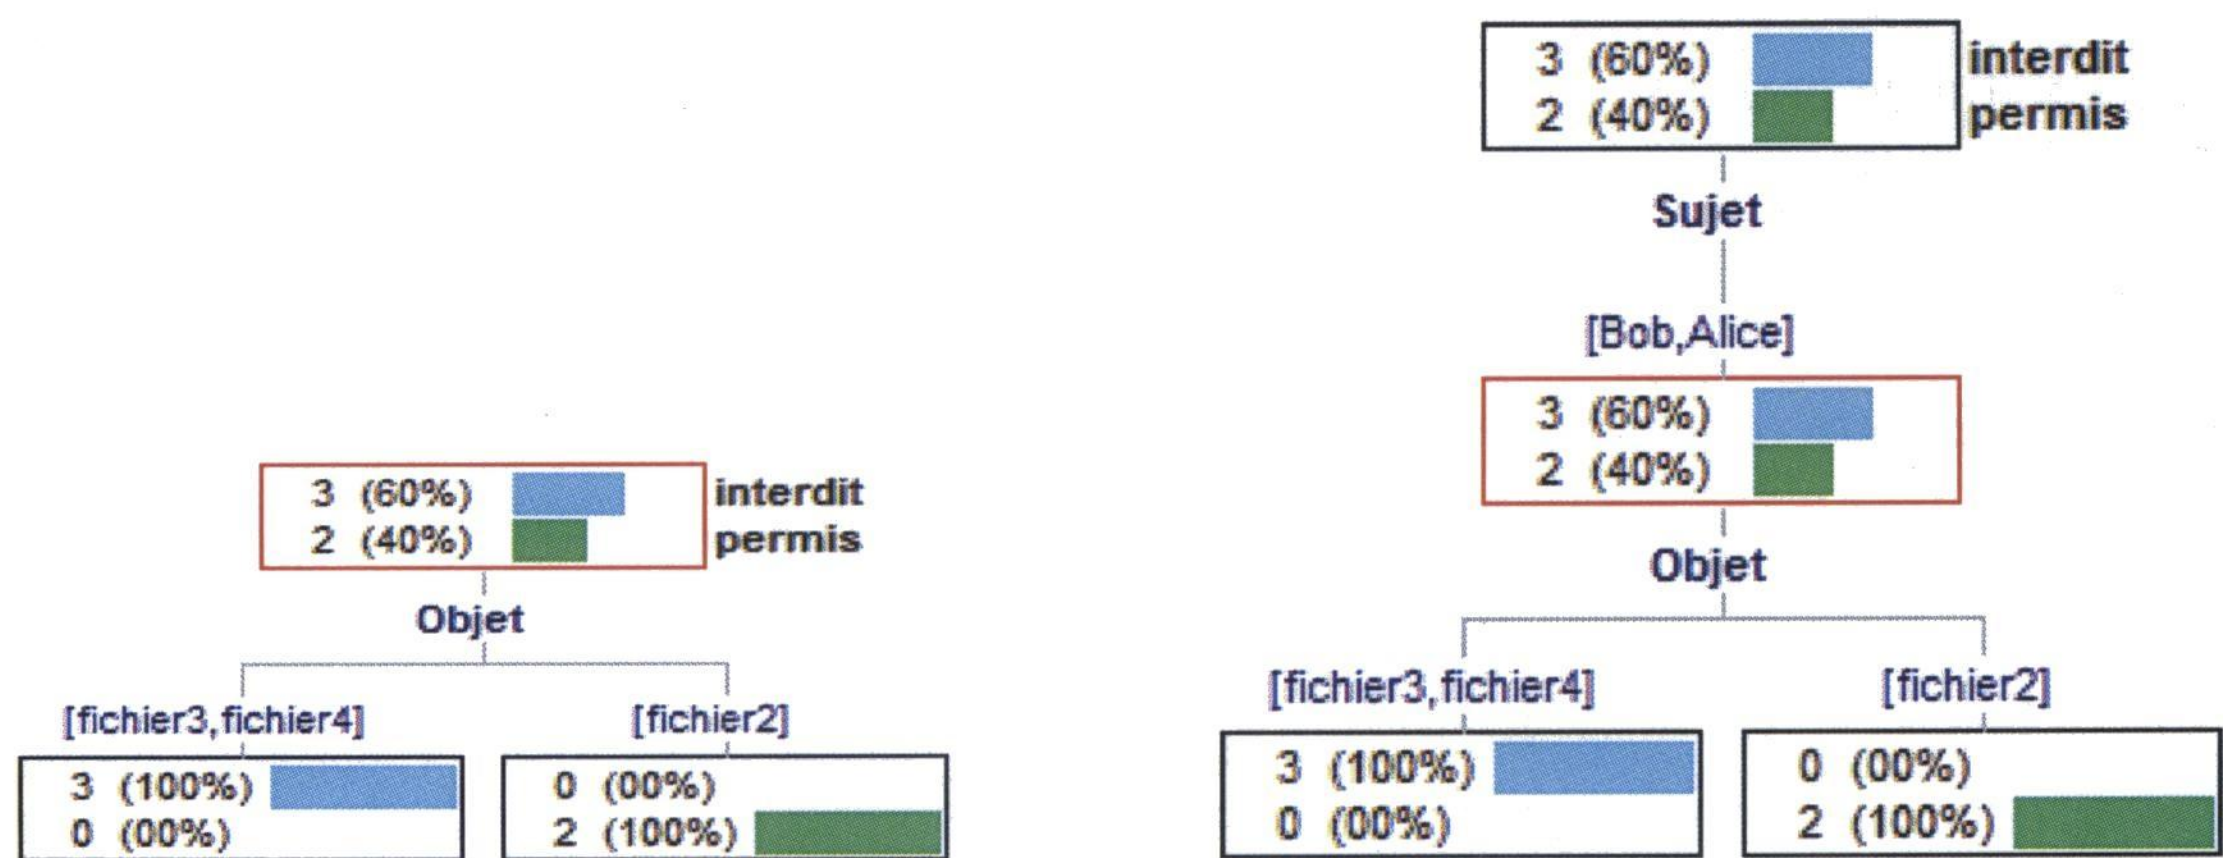 3 (60%) interdit
2 (40%) permis
Objet
[fichier3,fichier4] [fichier2]
3 (100%)
0 (00%)
0 (00%)
2 (100%)
3 (60%) interdit
2 (40%) permis
Sujet
[Bob,Alice]
3 (60%)
2 (40%)
Objet
[fichier3,fichier4] [fichier2]
3 (100%)
0 (00%)
0 (00%)
2 (100%)